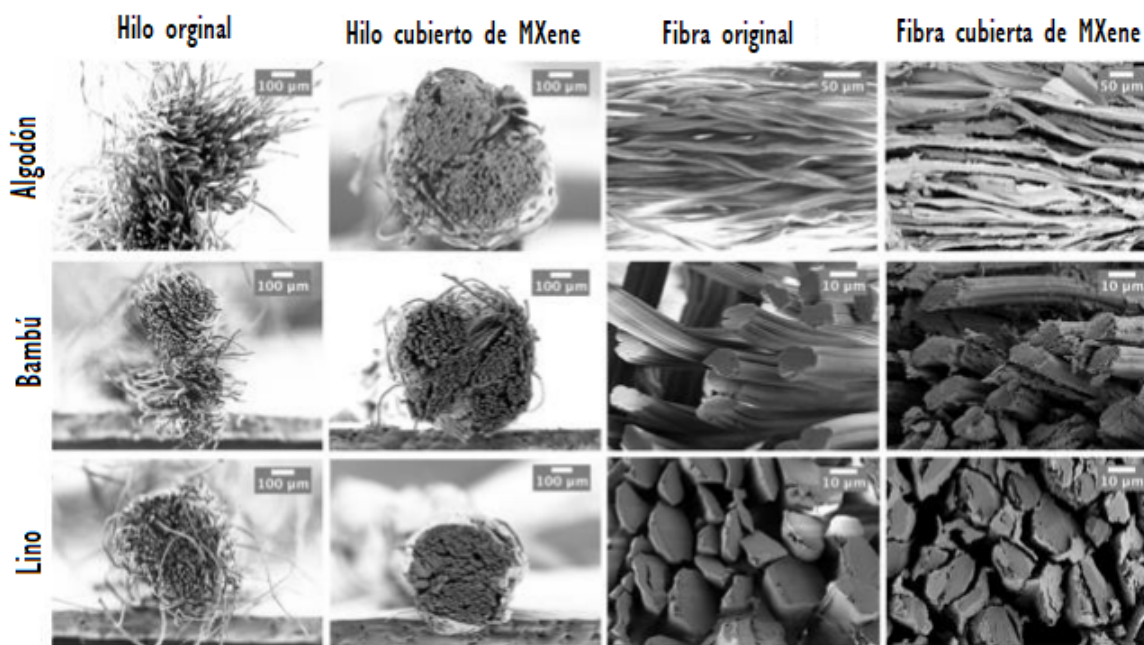 Hilo orginal
Hilo cubierto de MXene
Fibra original
Fibra cubierta de MXene
Algodón
100 µm
100 µm
50 µm
50 µm
Bambú
100 µm
100 µm
10 µm
10 µm
Lino
100 µm
100 µm
10 µm
10 µm